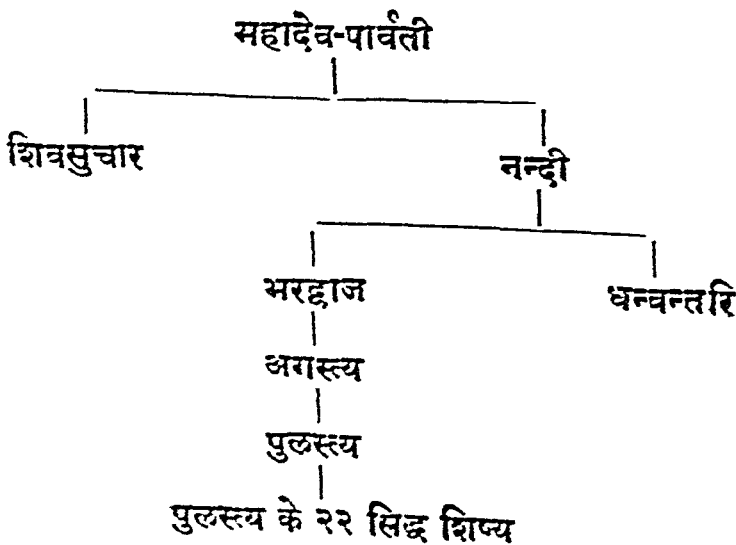 महादेव-पार्वती
शिवसुचार नन्दी
भरद्वाज धन्वन्तरि
अगस्त्य
पुलस्त्य
पुलस्त्य के २२ सिद्ध शिष्य